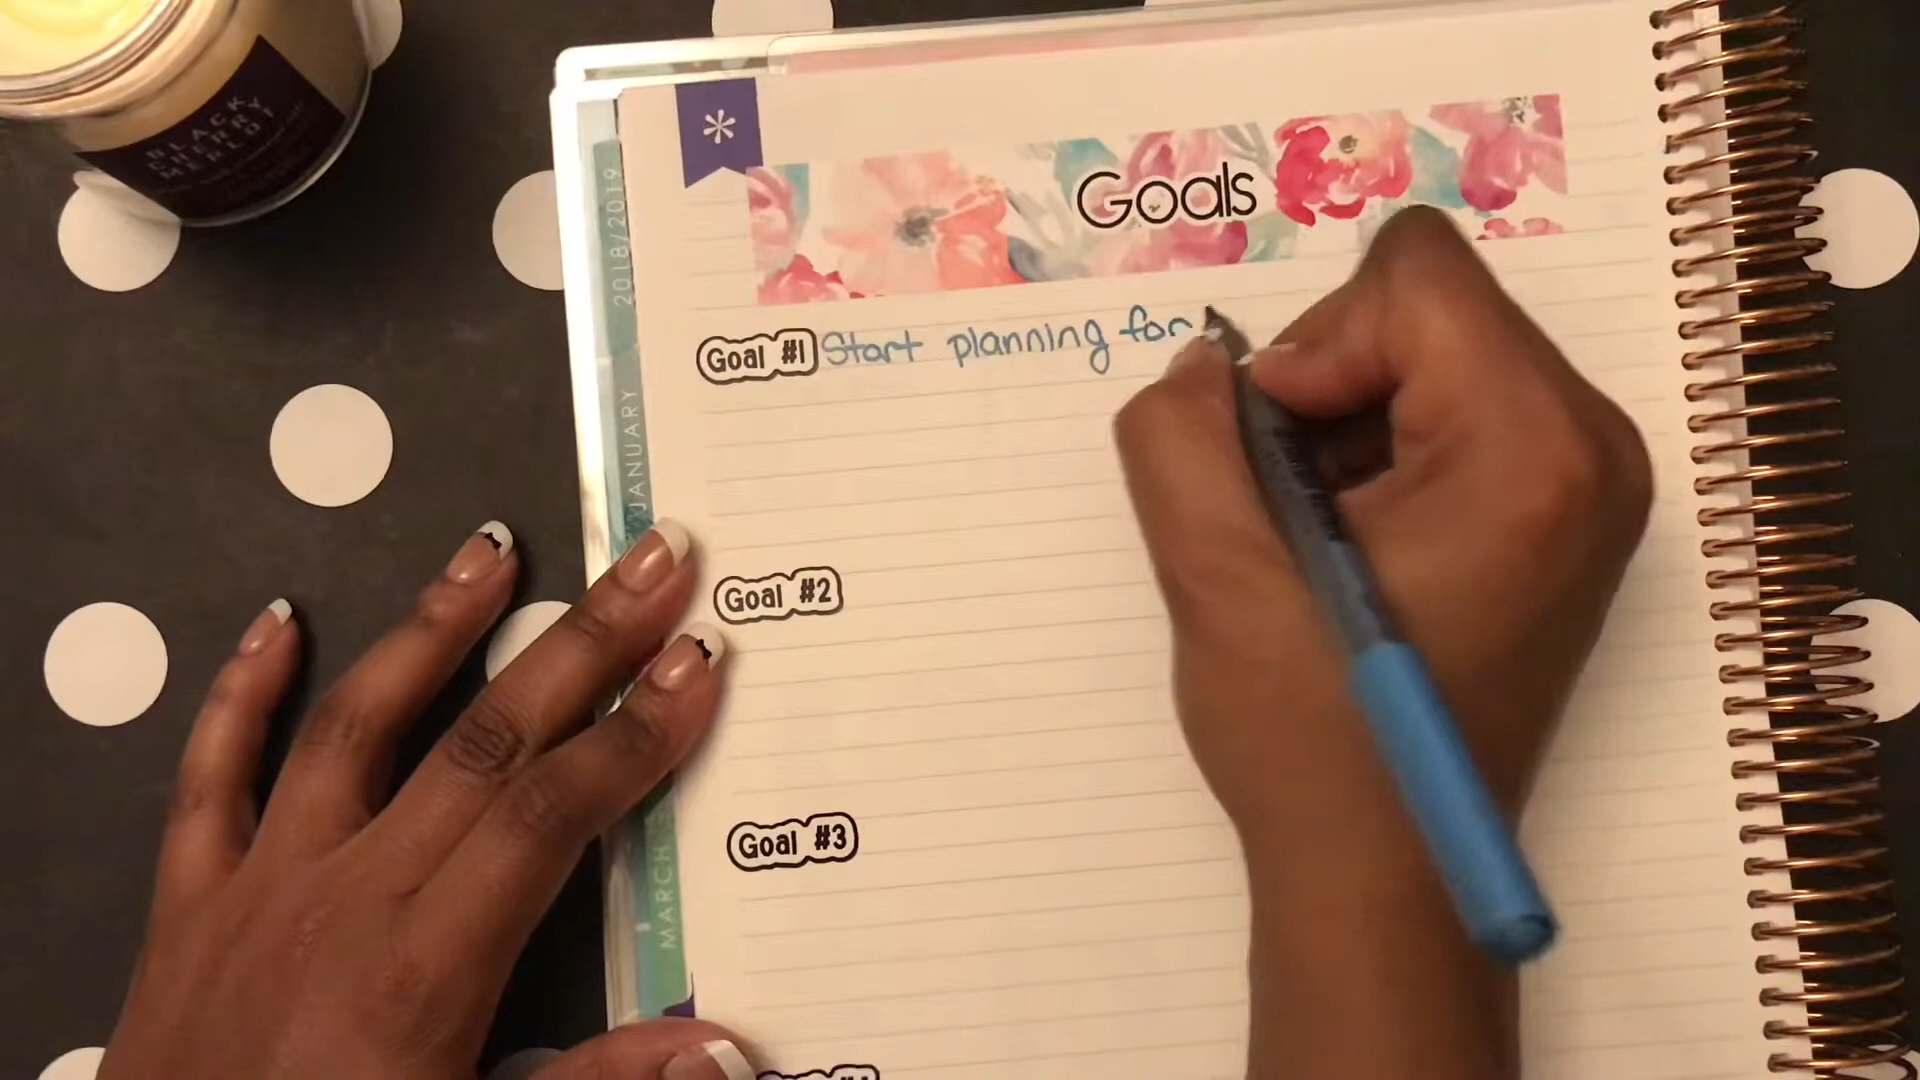 BLACK
CHERRY
MERLOT
*
Goals
2018/2019
Goal #1 Start planning for
JANUARY
Goal #2
Goal #3
MARCH